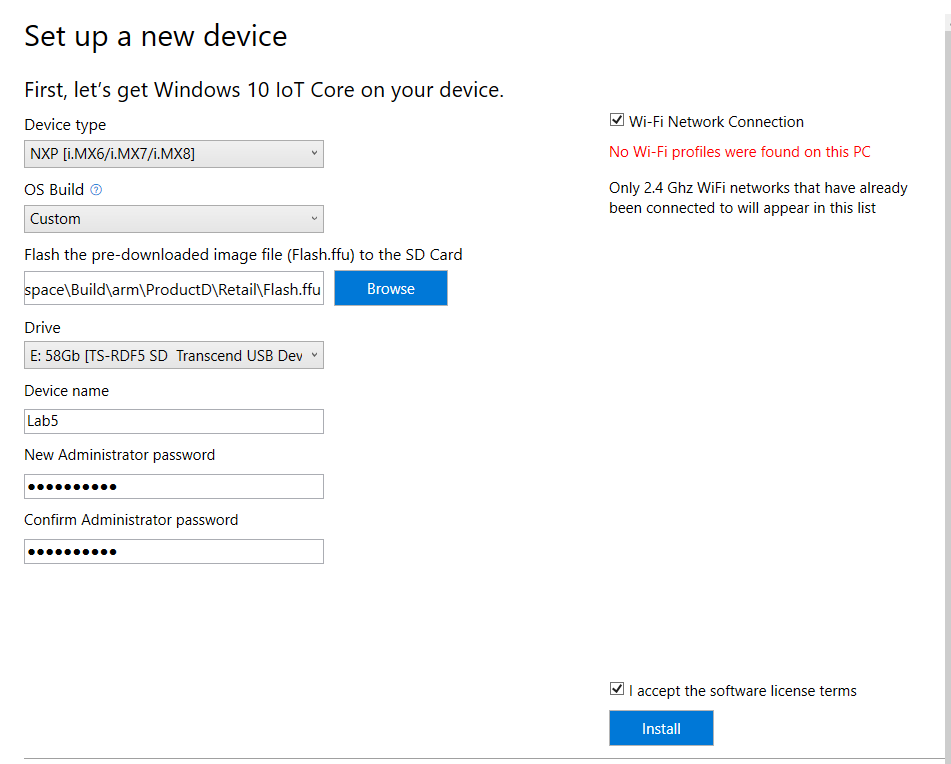 Set up a new device
First, let's get Windows 10 IoT Core on your device.
Device type
NXP [i.MX6/i.MX7/i.MX8]
OS Build ?
Custom
Flash the pre-downloaded image file (Flash.ffu) to the SD Card
space\Build\arm\ProductD\Retail\Flash.ffu
Browse
Drive
E: 58Gb [TS-RDF5 SD  Transcend USB Dev
Device name
Lab5
New Administrator password
●●●●●●●●●●
Confirm Administrator password
●●●●●●●●●●
Wi-Fi Network Connection
No Wi-Fi profiles were found on this PC
Only 2.4 Ghz WiFi networks that have already
been connected to will appear in this list
I accept the software license terms
Install